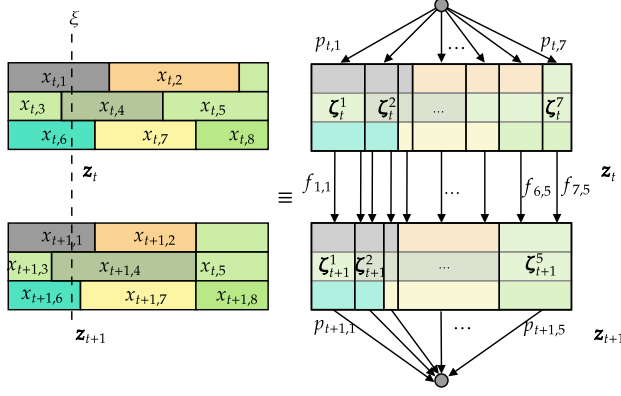 ξ
x_{t,1} x_{t,2}
x_{t,3} x_{t,4} x_{t,5}
x_{t,6} x_{t,7} x_{t,8}
z_t
x_{t+1,1} x_{t+1,2}
x_{t+1,3} x_{t+1,4} x_{t,5}
x_{t+1,6} x_{t+1,7} x_{t+1,8}
z_{t+1}
≡
p_{t,1} ... p_{t,7}
ζ_t^1 ζ_t^2 ... ζ_t^7
z_t
f_{1,1} ... f_{6,5} f_{7,5}
ζ_{t+1}^1 ζ_{t+1}^2 ... ζ_{t+1}^5
p_{t+1,1} ... p_{t+1,5}
z_{t+1}